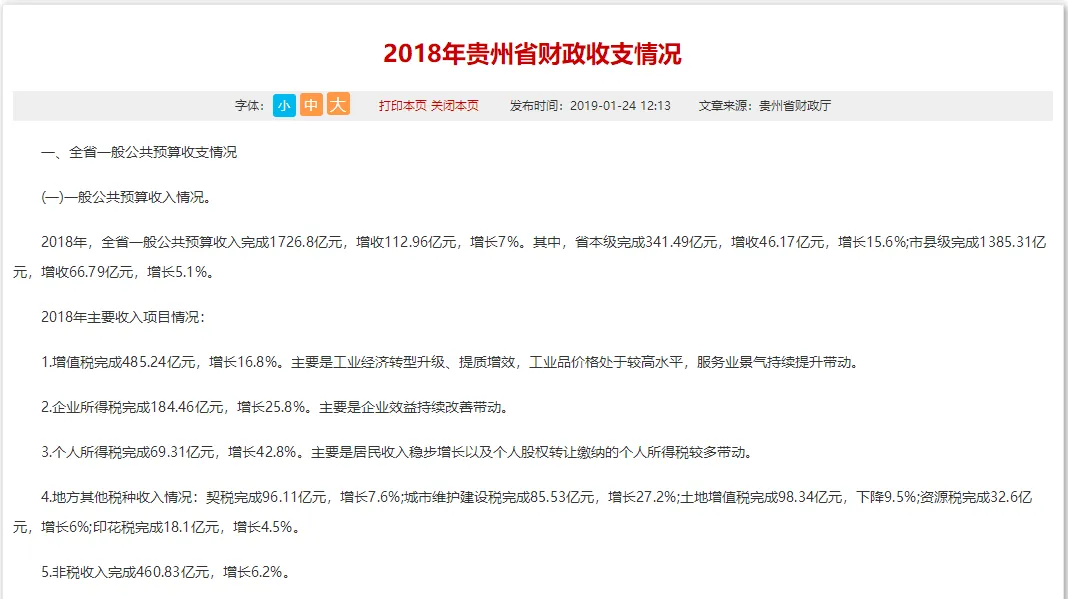 2018年贵州省财政收支情况
字体： 小 中 大 打印本页 关闭本页 发布时间：2019-01-24 12:13 文章来源：贵州省财政厅
一、全省一般公共预算收支情况
(一)一般公共预算收入情况。
2018年，全省一般公共预算收入完成1726.8亿元，增收112.96亿元，增长7%。其中，省本级完成341.49亿元，增收46.17亿元，增长15.6%;市县级完成1385.31亿
元，增收66.79亿元，增长5.1%。
2018年主要收入项目情况：
1.增值税完成485.24亿元，增长16.8%。主要是工业经济转型升级、提质增效，工业品价格处于较高水平，服务业景气持续提升带动。
2.企业所得税完成184.46亿元，增长25.8%。主要是企业效益持续改善带动。
3.个人所得税完成69.31亿元，增长42.8%。主要是居民收入稳步增长以及个人股权转让缴纳的个人所得税较多带动。
4.地方其他税种收入情况：契税完成96.11亿元，增长7.6%;城市维护建设税完成85.53亿元，增长27.2%;土地增值税完成98.34亿元，下降9.5%;资源税完成32.6亿
元，增长6%;印花税完成18.1亿元，增长4.5%。
5.非税收入完成460.83亿元，增长6.2%。